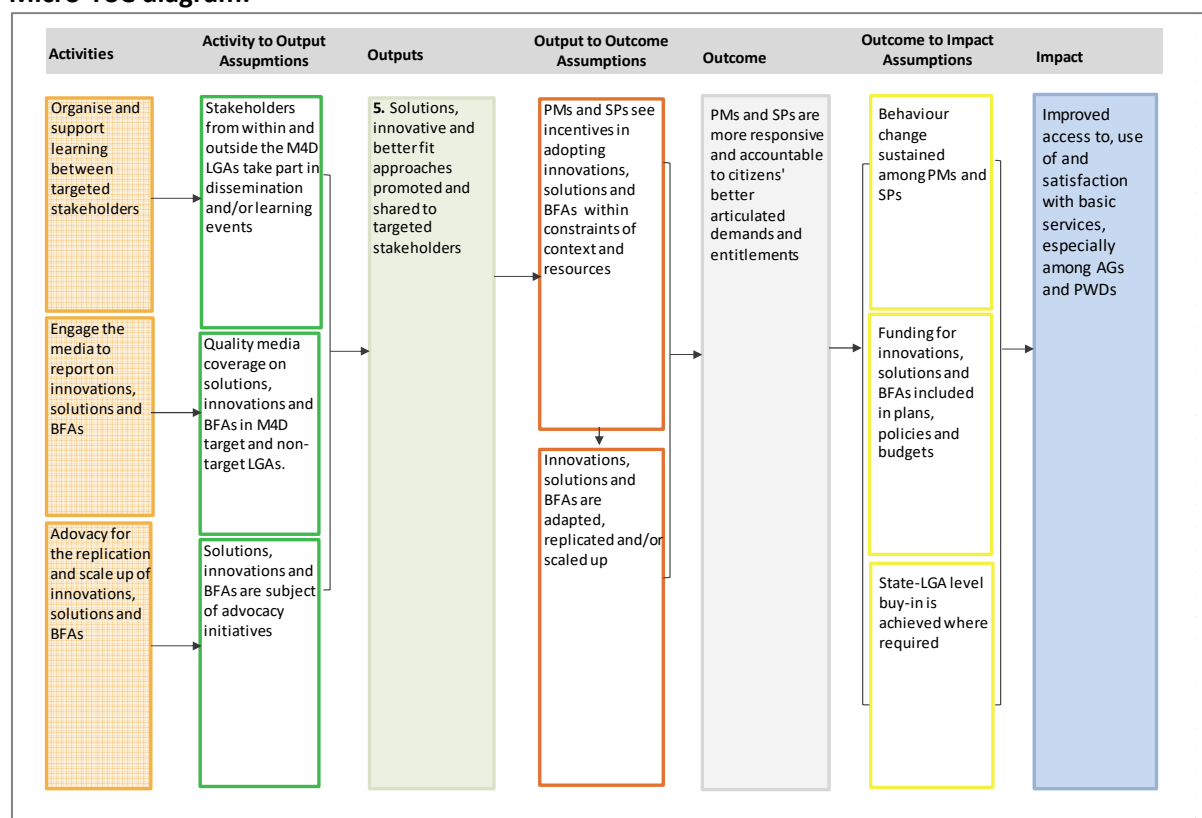 Micro-ToC diagram:
Activities
Activity to Output
Assupmtions
Outputs
Output to Outcome
Assumptions
Outcome
Outcome to Impact
Assumptions
Impact
Organise and
support
learning
between
targeted
stakeholders
Engage the
media to
report on
innovations,
solutions and
BFAs
Adovacy for
the replication
and scale up of
innovations,
solutions and
BFAs
Stakeholders
from within and
outside the M4D
LGAs take part in
dissemination
and/or learning
events
Quality media
coverage on
solutions,
innovations and
BFAs in M4D
target and non-
target LGAs.
Solutions,
innovations and
BFAs are subject
of advocacy
initiatives
5. Solutions,
innovative and
better fit
approaches
promoted and
shared to
targeted
stakeholders
PMs and SPs see
incentives in
adopting
innovations,
solutions and
BFAs within
constraints of
context and
resources
Innovations,
solutions and
BFAs are
adapted,
replicated and/or
scaled up
PMs and SPs are
more responsive
and accountable
to citizens'
better
articulated
demands and
entitlements
Behaviour
change
sustained
among PMs and
SPs
Funding for
innovations,
solutions and
BFAs included
in plans,
policies and
budgets
State-LGA level
buy-in is
achieved where
required
Improved
access to, use
of and
satisfaction
with basic
services,
especially
among AGs
and PWDs